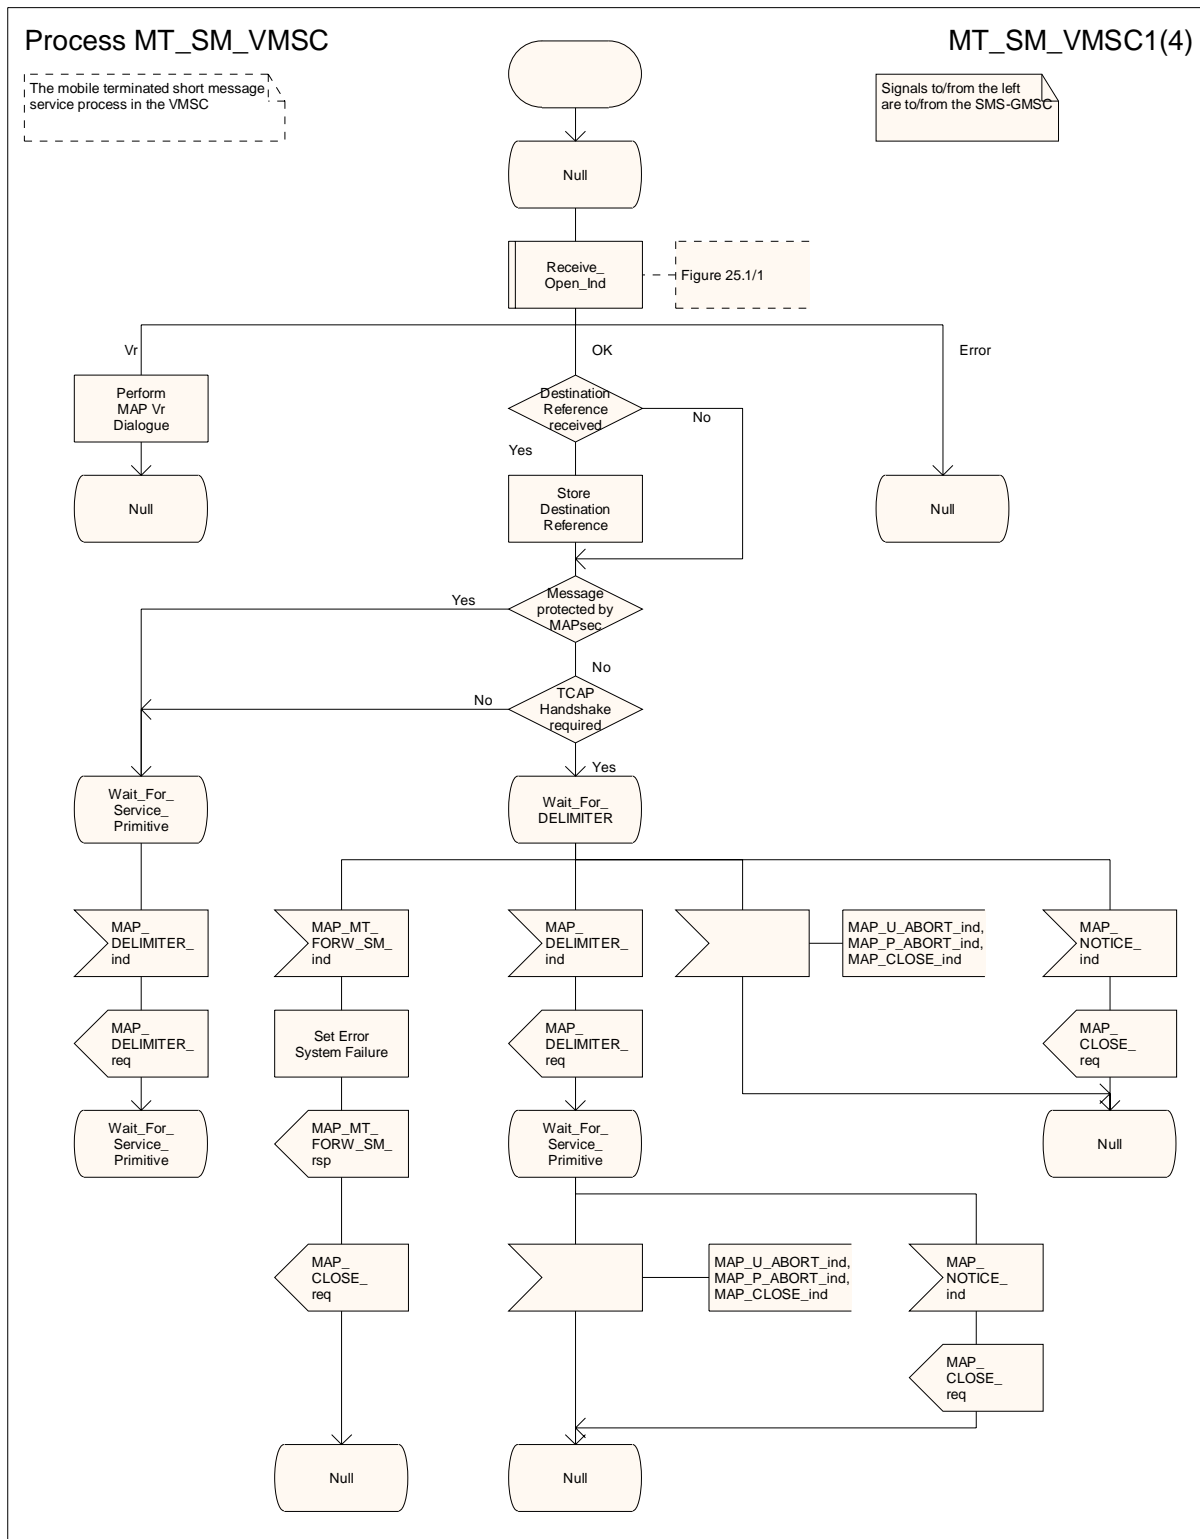 Process MT_SM_VMSC
MT_SM_VMSC1(4)
The mobile terminated short message
service process in the VMSC
Signals to/from the left
are to/from the SMS-GMSC
Null
Receive_
Open_Ind
Figure 25.1/1
Vr
OK
Error
Perform
MAP Vr
Dialogue
Destination
Reference
received
No
Yes
Null
Store
Destination
Reference
Null
Message
protected by
MAPsec
Yes
No
TCAP
Handshake
required
No
Yes
Wait_For_
Service_
Primitive
Wait_For_
DELIMITER
MAP_
DELIMITER_
ind
MAP_MT_
FORW_SM_
ind
MAP_
DELIMITER_
ind
MAP_U_ABORT_ind,
MAP_P_ABORT_ind,
MAP_CLOSE_ind
MAP_
NOTICE_
ind
MAP_
DELIMITER_
req
Set Error
System Failure
MAP_
DELIMITER_
req
MAP_
CLOSE_
req
Wait_For_
Service_
Primitive
MAP_MT_
FORW_SM_
rsp
Wait_For_
Service_
Primitive
Null
MAP_
CLOSE_
req
MAP_U_ABORT_ind,
MAP_P_ABORT_ind,
MAP_CLOSE_ind
MAP_
NOTICE_
ind
MAP_
CLOSE_
req
Null
Null